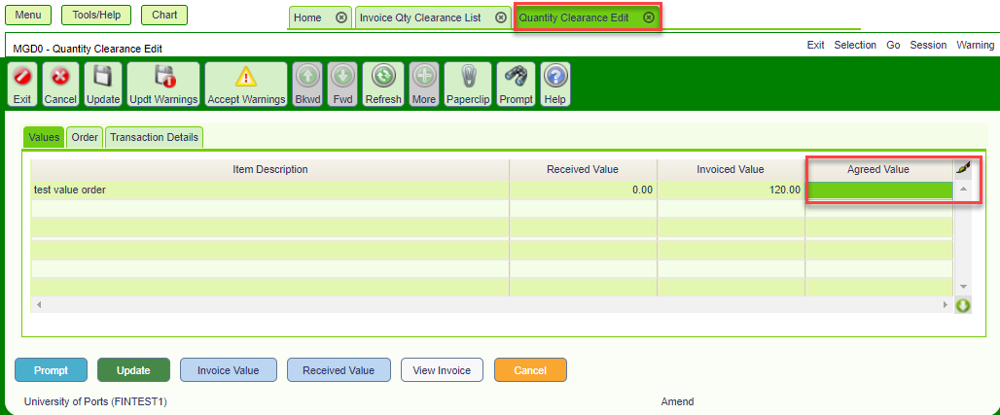 Menu Tools/Help Chart
Home Invoice Qty Clearance List Quantity Clearance Edit
MGD0 - Quantity Clearance Edit
Exit Selection Go Session Warning
Exit Cancel Update Updt Warnings Accept Warnings Bkwd Fwd Refresh More Paperclip Prompt Help
Values Order Transaction Details
Item Description Received Value Invoiced Value Agreed Value
test value order 0.00 120.00
Prompt Update Invoice Value Received Value View Invoice Cancel
University of Ports (FINTEST1) Amend